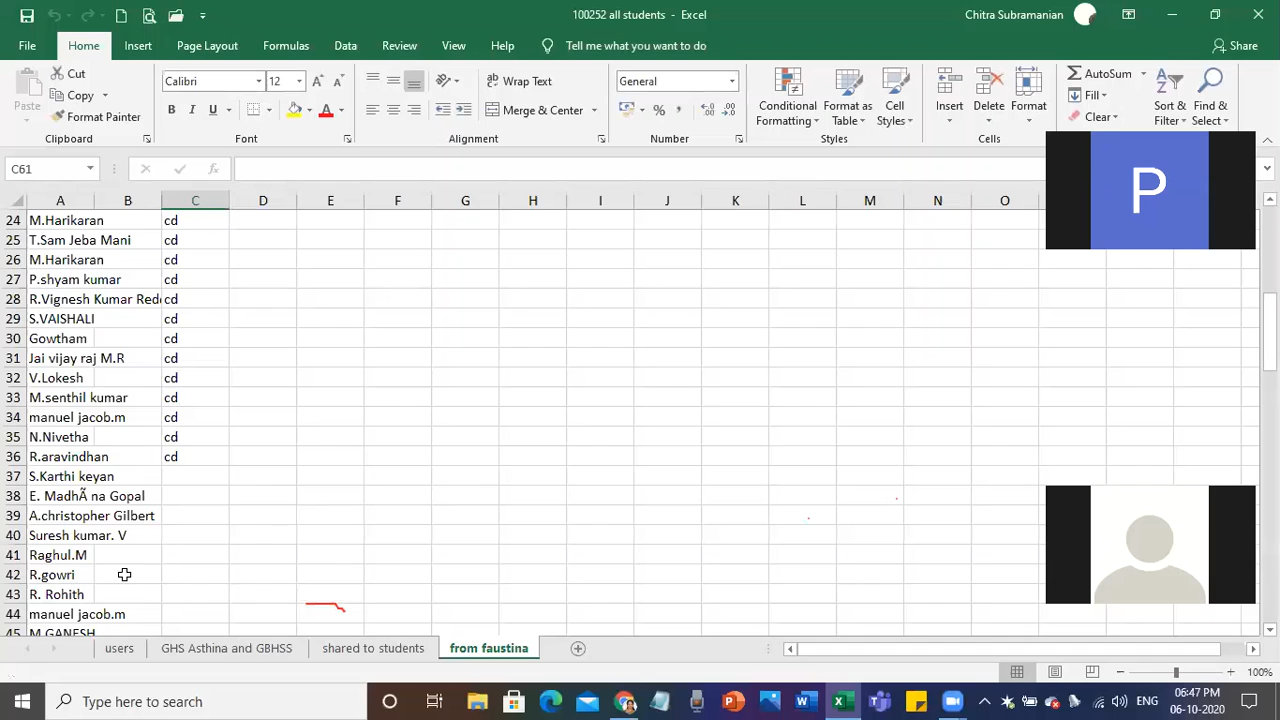 100252 all students - Excel
Chitra Subramanian
File Home Insert Page Layout Formulas Data Review View Help Tell me what you want to do Share
Paste
Cut
Copy
Format Painter
Calibri 12
B I U
Wrap Text
Merge & Center
General
Conditional Formatting
Format as Table
Cell Styles
Insert
Delete
Format
AutoSum
Fill
Clear
Sort & Filter
Find & Select
Clipboard Font Alignment Number Styles Cells
C61
P
A B C D E F G H I J K L M N O
24 M.Harikaran cd
25 T.Sam Jeba Mani cd
26 M.Harikaran cd
27 P.shyam kumar cd
28 R.Vignesh Kumar Red cd
29 S.VAISHALI cd
30 Gowtham cd
31 Jai vijay raj M.R cd
32 V.Lokesh cd
33 M.senthil kumar cd
34 manuel jacob.m cd
35 N.Nivetha cd
36 R.aravindhan cd
37 S.Karthi keyan
38 E. MadhÃ na Gopal
39 A.christopher Gilbert
40 Suresh kumar. V
41 Raghul.M
42 R.gowri
43 R. Rohith
44 manuel jacob.m
45 M.GANESH
users GHS Asthina and GBHSS shared to students from faustina
100%
Type here to search
ENG
06:47 PM
06-10-2020